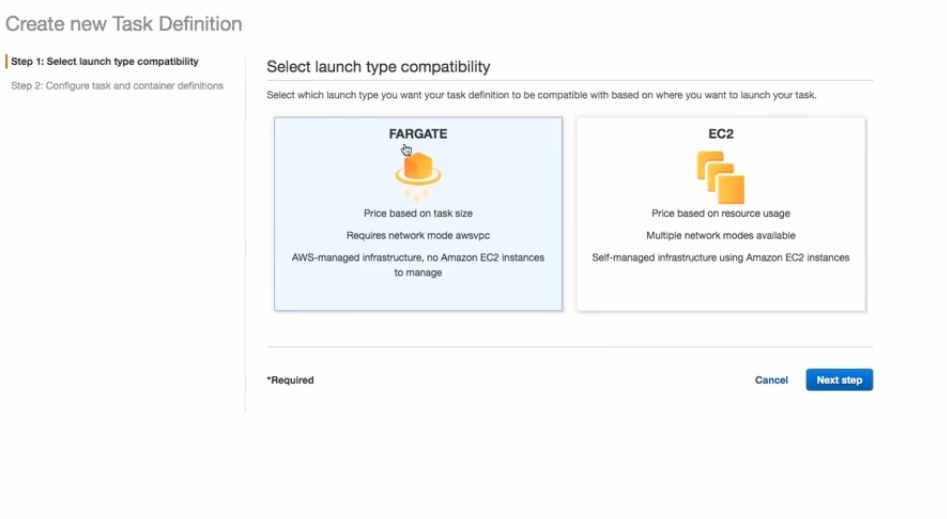 Create new Task Definition
Step 1: Select launch type compatibility
Step 2: Configure task and container definitions
Select launch type compatibility
Select which launch type you want your task definition to be compatible with based on where you want to launch your task.
FARGATE
Price based on task size
Requires network mode awsvpc
AWS-managed infrastructure, no Amazon EC2 instances
to manage
EC2
Price based on resource usage
Multiple network modes available
Self-managed infrastructure using Amazon EC2 instances
*Required
Cancel
Next step